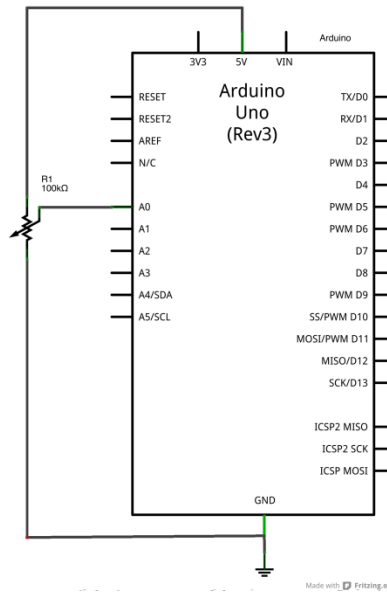 Arduino
3V3
5V
VIN
Arduino
Uno
(Rev3)
RESET
RESET2
AREF
N/C
R1
100kΩ
A0
A1
A2
A3
A4/SDA
A5/SCL
TX/D0
RX/D1
D2
PWM D3
D4
PWM D5
PWM D6
D7
D8
PWM D9
SS/PWM D10
MOSI/PWM D11
MISO/D12
SCK/D13
ICSP2 MISO
ICSP2 SCK
ICSP MOSI
GND
Made with Fritzing.o